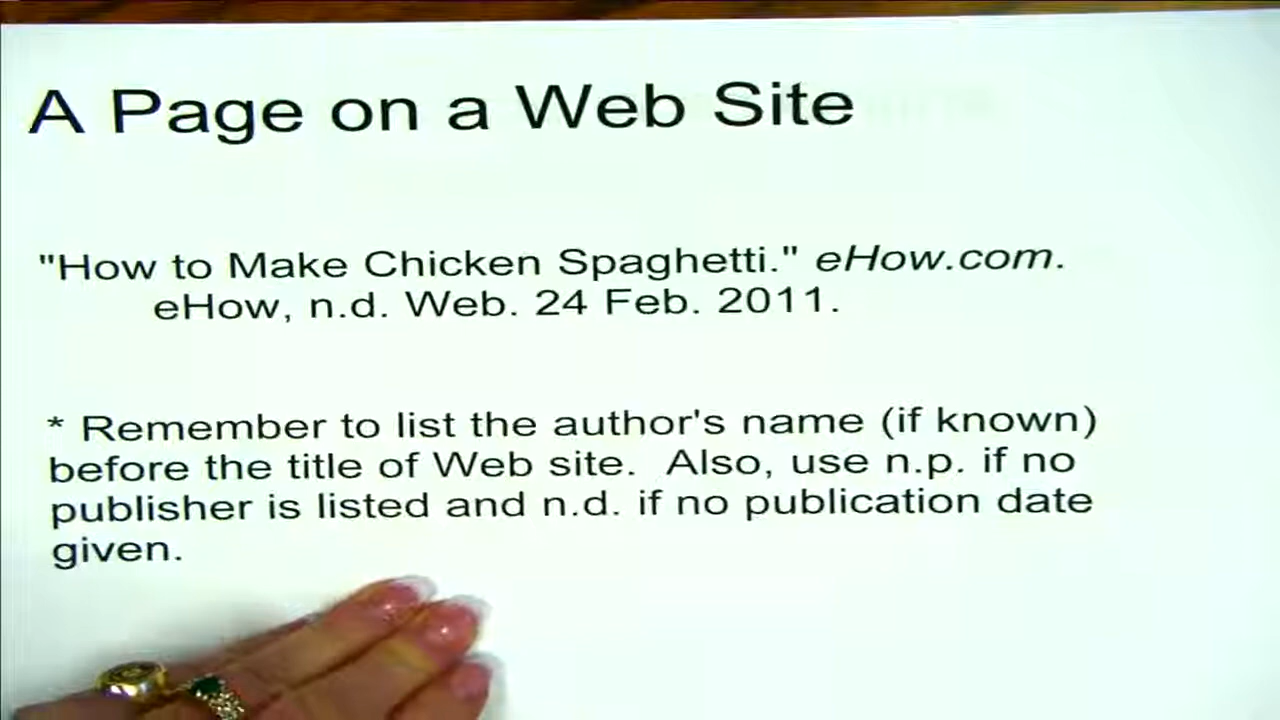 A Page on a Web Site
"How to Make Chicken Spaghetti." eHow.com.
eHow, n.d. Web. 24 Feb. 2011.
* Remember to list the author's name (if known)
before the title of Web site. Also, use n.p. if no
publisher is listed and n.d. if no publication date
given.